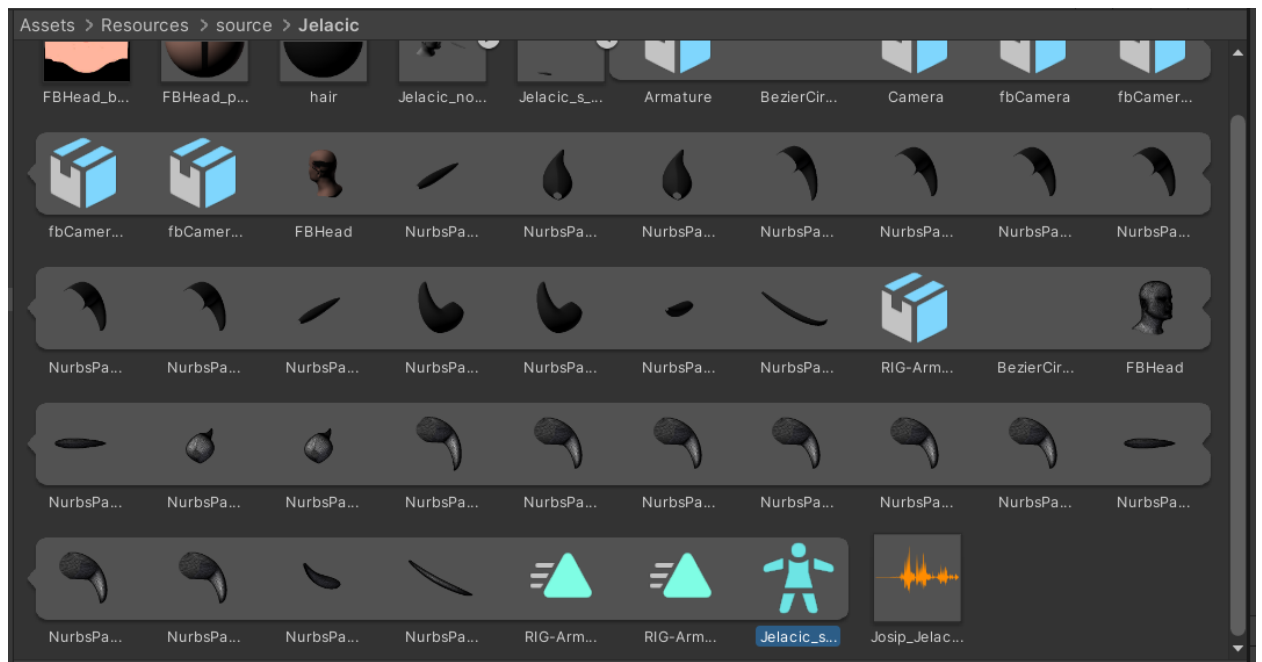 Assets > Resources > source > Jelacic
FBHead_b... FBHead_p... hair Jelacic_no... Jelacic_s_... Armature BezierCir... Camera fbCamera fbCamer...
fbCamer... fbCamer... FBHead NurbsPa... NurbsPa... NurbsPa... NurbsPa... NurbsPa... NurbsPa... NurbsPa...
NurbsPa... NurbsPa... NurbsPa... NurbsPa... NurbsPa... NurbsPa... NurbsPa... RIG-Arm... BezierCir... FBHead
NurbsPa... NurbsPa... NurbsPa... NurbsPa... NurbsPa... NurbsPa... NurbsPa... NurbsPa... NurbsPa... NurbsPa...
NurbsPa... NurbsPa... NurbsPa... NurbsPa... RIG-Arm... RIG-Arm... Jelacic_s... Josip_Jelac...